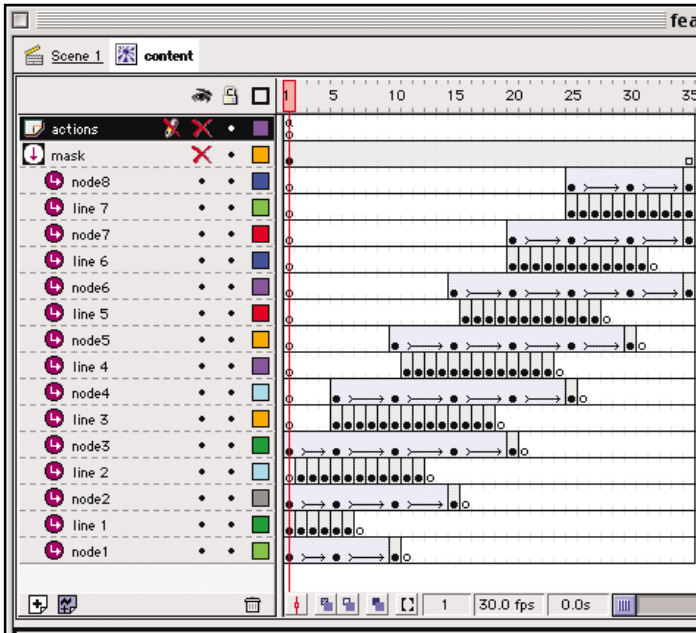 fea
Scene 1 content
1 5 10 15 20 25 30 35
actions
mask
node8
line 7
node7
line 6
node6
line 5
node5
line 4
node4
line 3
node3
line 2
node2
line 1
node1
1 30.0 fps 0.0s